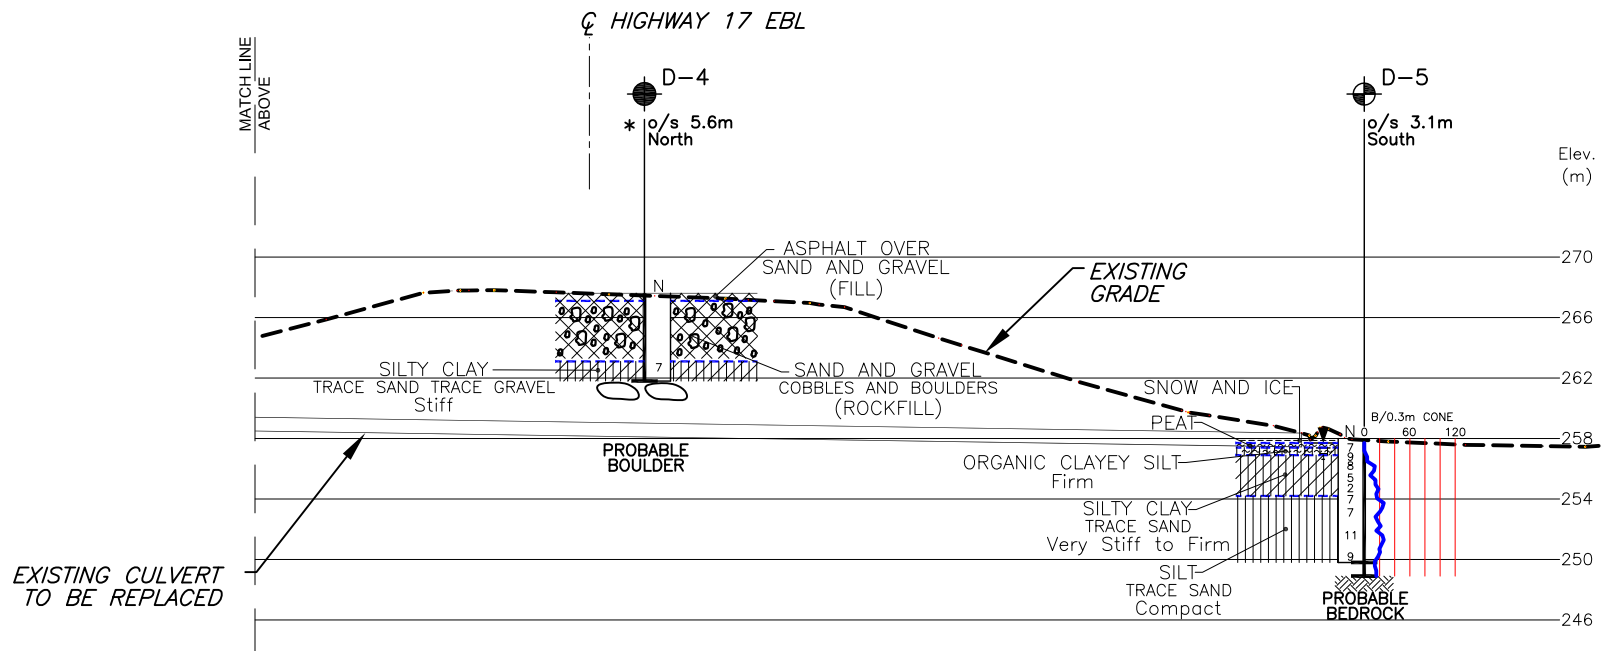 ℄ HIGHWAY 17 EBL
MATCH LINE
ABOVE
D-4
* o/s 5.6m
North
D-5
o/s 3.1m
South
Elev.
(m)
270
266
262
258
254
250
246
ASPHALT OVER
SAND AND GRAVEL
(FILL)
EXISTING
GRADE
N
7
SILTY CLAY
TRACE SAND TRACE GRAVEL
Stiff
SAND AND GRAVEL
COBBLES AND BOULDERS
(ROCKFILL)
PROBABLE
BOULDER
SNOW AND ICE
PEAT
ORGANIC CLAYEY SILT
Firm
SILTY CLAY
TRACE SAND
Very Stiff to Firm
SILT
TRACE SAND
Compact
B/0.3m CONE
N 0 60 120
7
9
8
5
2
7
7
11
9
PROBABLE
BEDROCK
EXISTING CULVERT
TO BE REPLACED